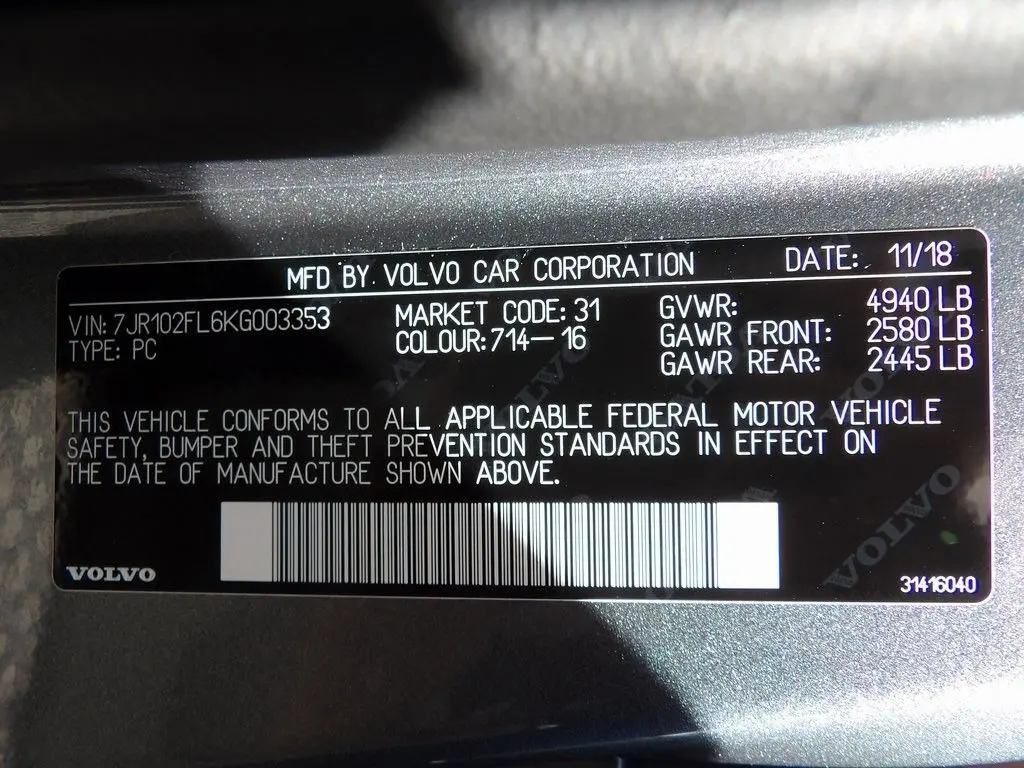 MFD BY VOLVO CAR CORPORATION DATE: 11/18
VIN: 7JR102FL6KG003353 MARKET CODE: 31 GVWR: 4940 LB
TYPE: PC COLOUR: 714-16 GAWR FRONT: 2580 LB
GAWR REAR: 2445 LB
THIS VEHICLE CONFORMS TO ALL APPLICABLE FEDERAL MOTOR VEHICLE
SAFETY, BUMPER AND THEFT PREVENTION STANDARDS IN EFFECT ON
THE DATE OF MANUFACTURE SHOWN ABOVE.
VOLVO
31416040
VOLVO
VOLVO